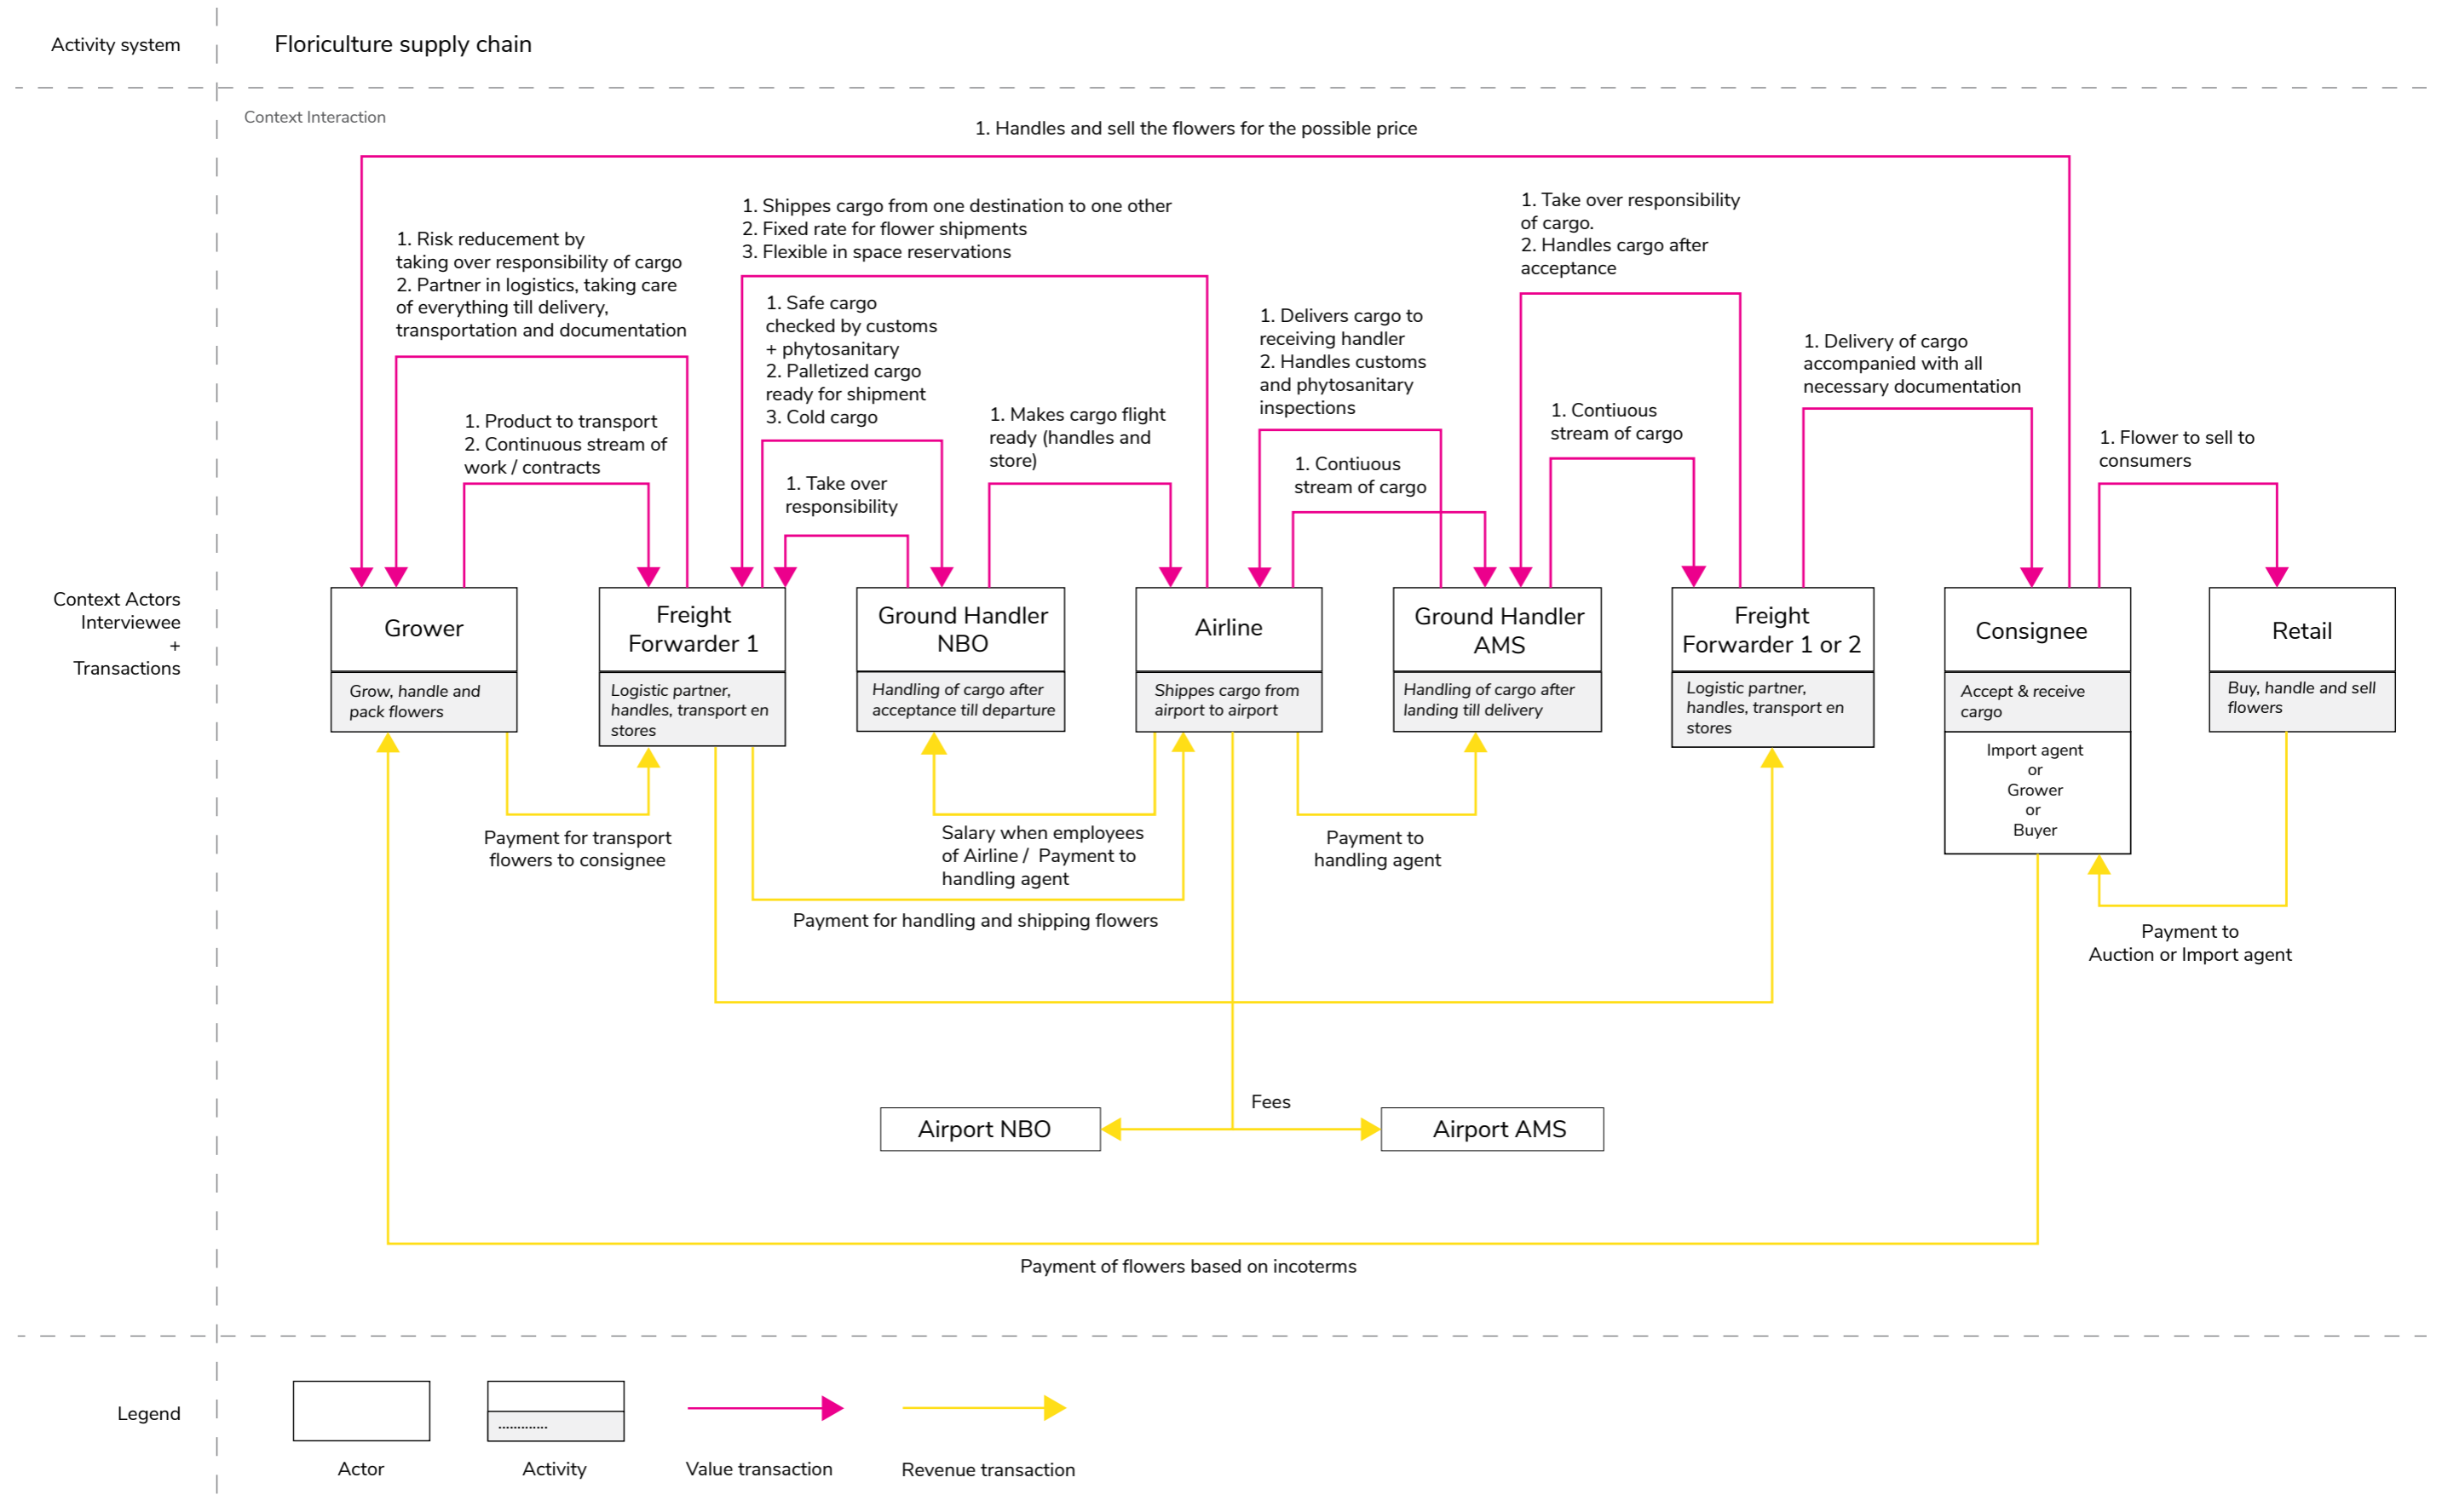 Activity system
Floriculture supply chain
Context Interaction
1. Handles and sell the flowers for the possible price
1. Risk reducement by
taking over responsibility of cargo
2. Partner in logistics, taking care
of everything till delivery,
transportation and documentation
1. Product to transport
2. Continuous stream of
work / contracts
1. Shippes cargo from one destination to one other
2. Fixed rate for flower shipments
3. Flexible in space reservations
1. Safe cargo
checked by customs
+ phytosanitary
2. Palletized cargo
ready for shipment
3. Cold cargo
1. Take over
responsibility
1. Makes cargo flight
ready (handles and
store)
1. Delivers cargo to
receiving handler
2. Handles customs
and phytosanitary
inspections
1. Contiuous
stream of cargo
1. Take over responsibility
of cargo.
2. Handles cargo after
acceptance
1. Contiuous
stream of cargo
1. Delivery of cargo
accompanied with all
necessary documentation
1. Flower to sell to
consumers
Context Actors
Interviewee
+
Transactions
Grower
Grow, handle and
pack flowers
Freight
Forwarder 1
Logistic partner,
handles, transport en
stores
Ground Handler
NBO
Handling of cargo after
acceptance till departure
Airline
Shippes cargo from
airport to airport
Ground Handler
AMS
Handling of cargo after
landing till delivery
Freight
Forwarder 1 or 2
Logistic partner,
handles, transport en
stores
Consignee
Accept & receive
cargo
Import agent
or
Grower
or
Buyer
Retail
Buy, handle and sell
flowers
Payment for transport
flowers to consignee
Salary when employees
of Airline / Payment to
handling agent
Payment for handling and shipping flowers
Payment to
handling agent
Payment to
Auction or Import agent
Fees
Airport NBO
Airport AMS
Payment of flowers based on incoterms
Legend
.............
Actor
Activity
Value transaction
Revenue transaction